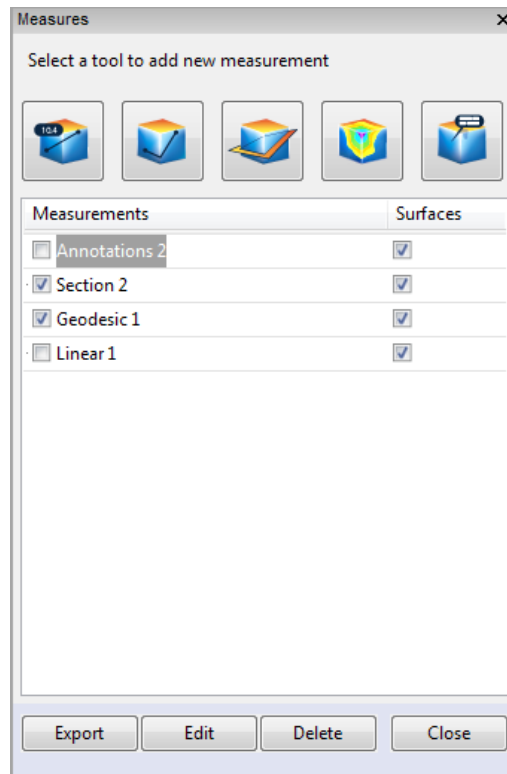 Measures
Select a tool to add new measurement
10.4
Measurements Surfaces
Annotations 2
Section 2
Geodesic 1
Linear 1
Export Edit Delete Close